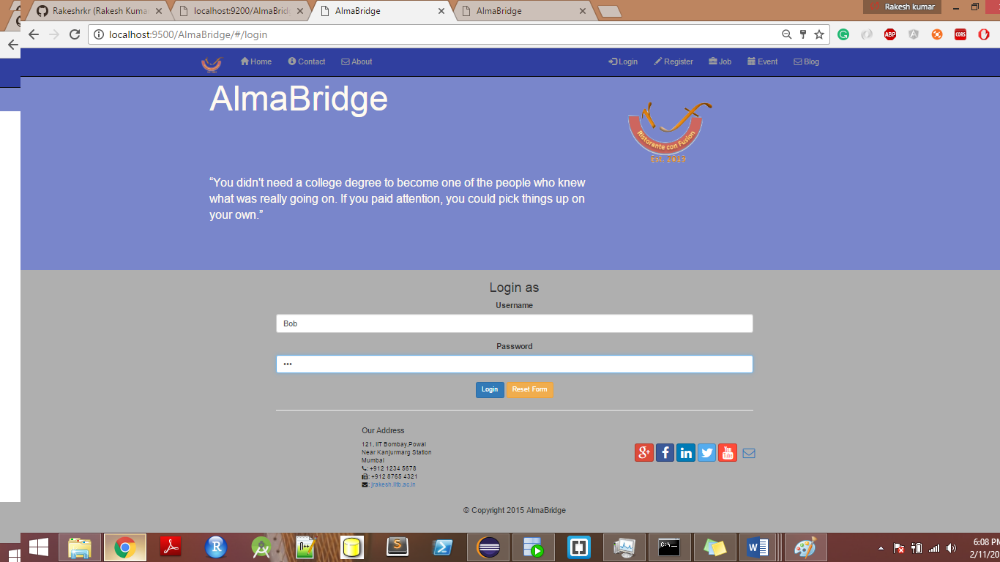 Rakeshrkr (Rakesh Kuma
localhost:9200/AlmaBrid
AlmaBridge
AlmaBridge
Rakesh kumar
localhost:9500/AlmaBridge/#/login
ABP
CORS
Home
Contact
About
Login
Register
Job
Event
Blog
AlmaBridge
Ristorante con Fusion
“You didn't need a college degree to become one of the people who knew
what was really going on. If you paid attention, you could pick things up on
your own.”
Login as
Username
Bob
Password
•••
Login
Reset Form
Our Address
121, IIT Bombay,Powai
Near Kanjurmarg Station
Mumbai
: +912 1234 5678
: +912 8765 4321
: jrakesh.iitb.ac.in
You Tube
© Copyright 2015 AlmaBridge
6:08 PM
2/11/20